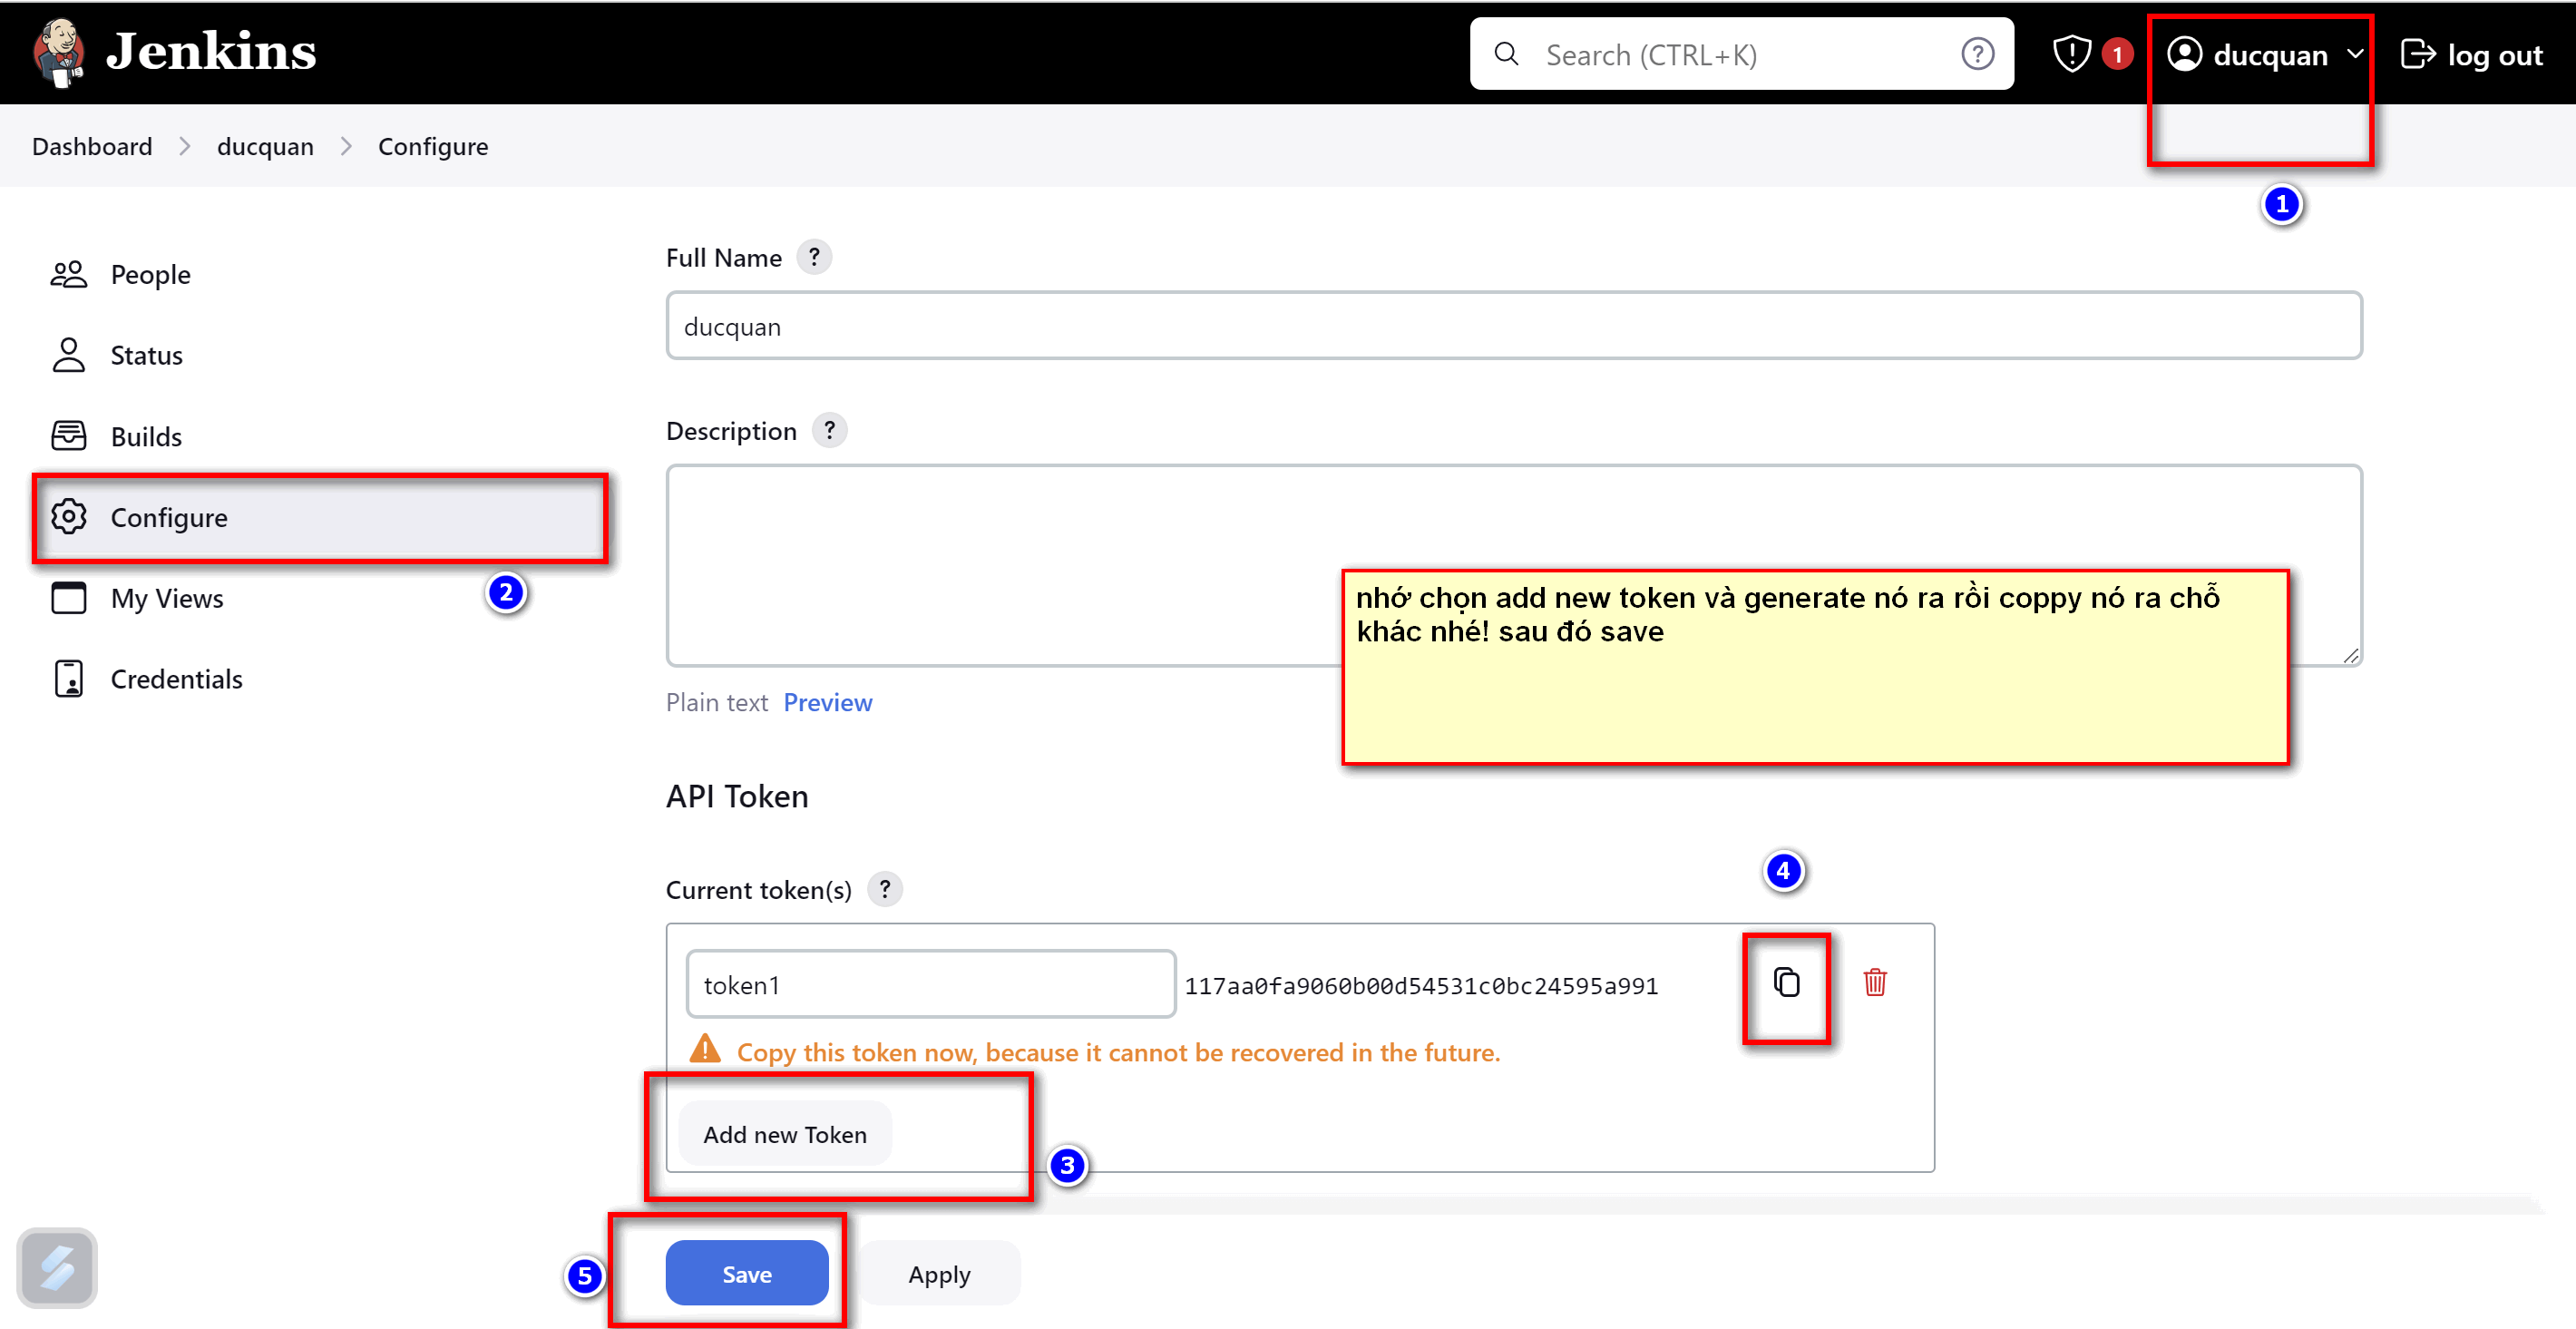 Jenkins
Search (CTRL+K)
?
1
ducquan
log out
Dashboard
ducquan
Configure
1
People
Status
Builds
Configure
2
My Views
Credentials
Full Name ?
ducquan
Description ?
nhớ chọn add new token và generate nó ra rồi coppy nó ra chỗ
khác nhé! sau đó save
Plain text Preview
API Token
4
Current token(s) ?
token1 117aa0fa9060b00d54531c0bc24595a991
Copy this token now, because it cannot be recovered in the future.
Add new Token
3
5
Save
Apply